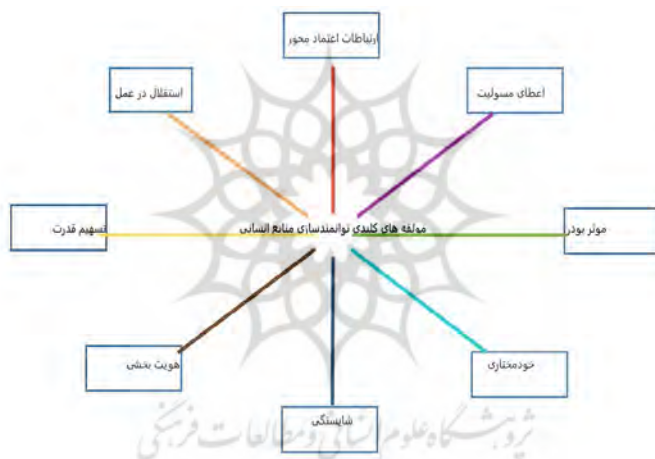 ارتباطات اعتماد محور
استقلال در عمل
اعطای مسولیت
تسهیم قدرت
مولفه های کلیدی توانمندسازی منابع انسانی
موثر بودن
هویت بخشی
خودمختاری
شایستگی
پژوهشگاه علوم انسانی و مطالعات فرهنگی